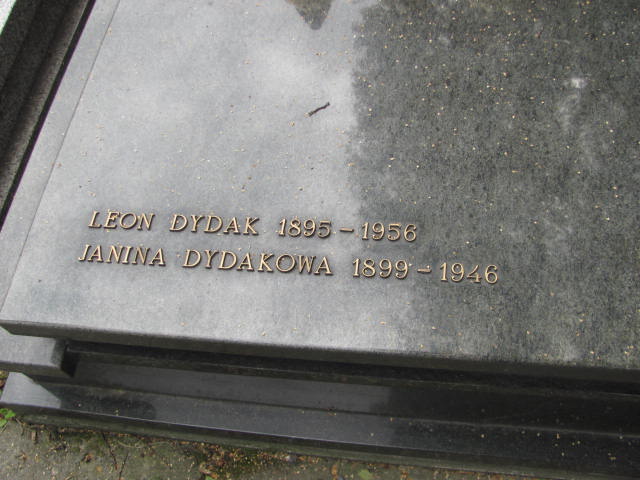 LEON DYDAK 1895-1956
JANINA DYDAKOWA 1899-1946